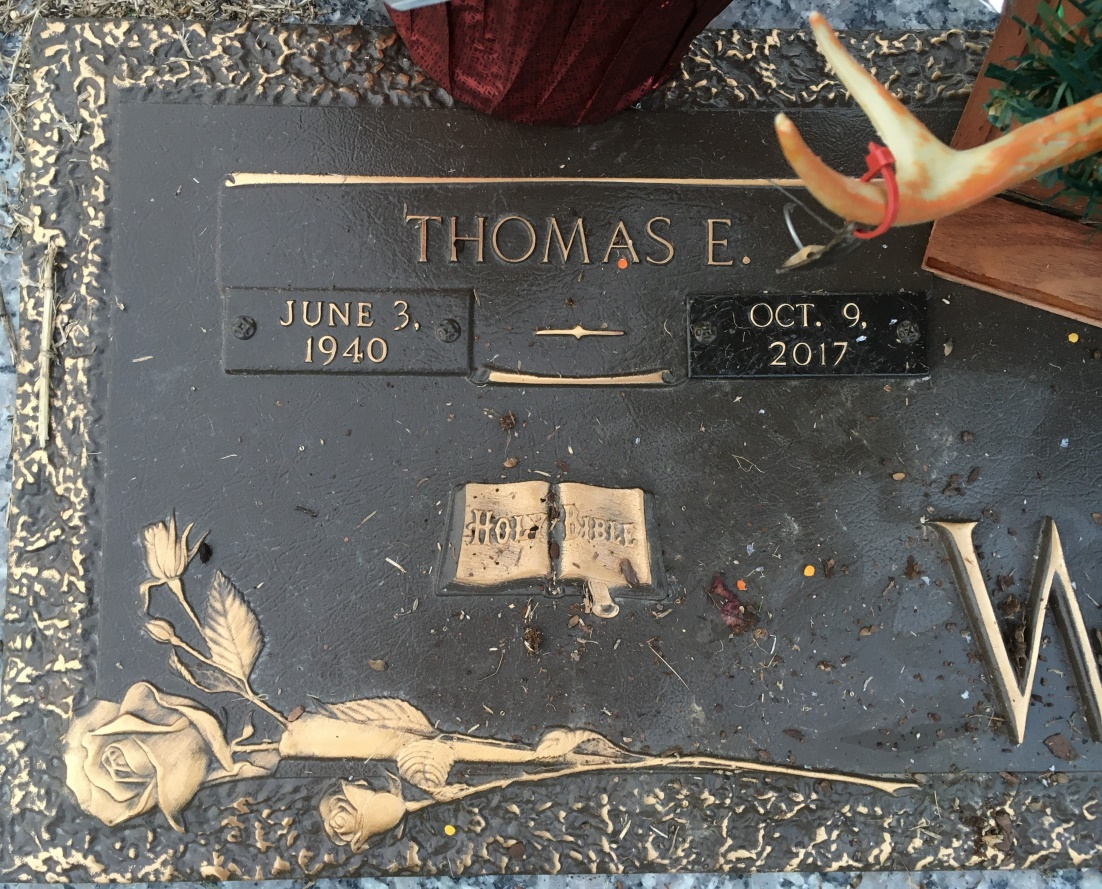 THOMAS E.
JUNE 3,
1940
OCT. 9,
2017
HOLY BIBLE
W